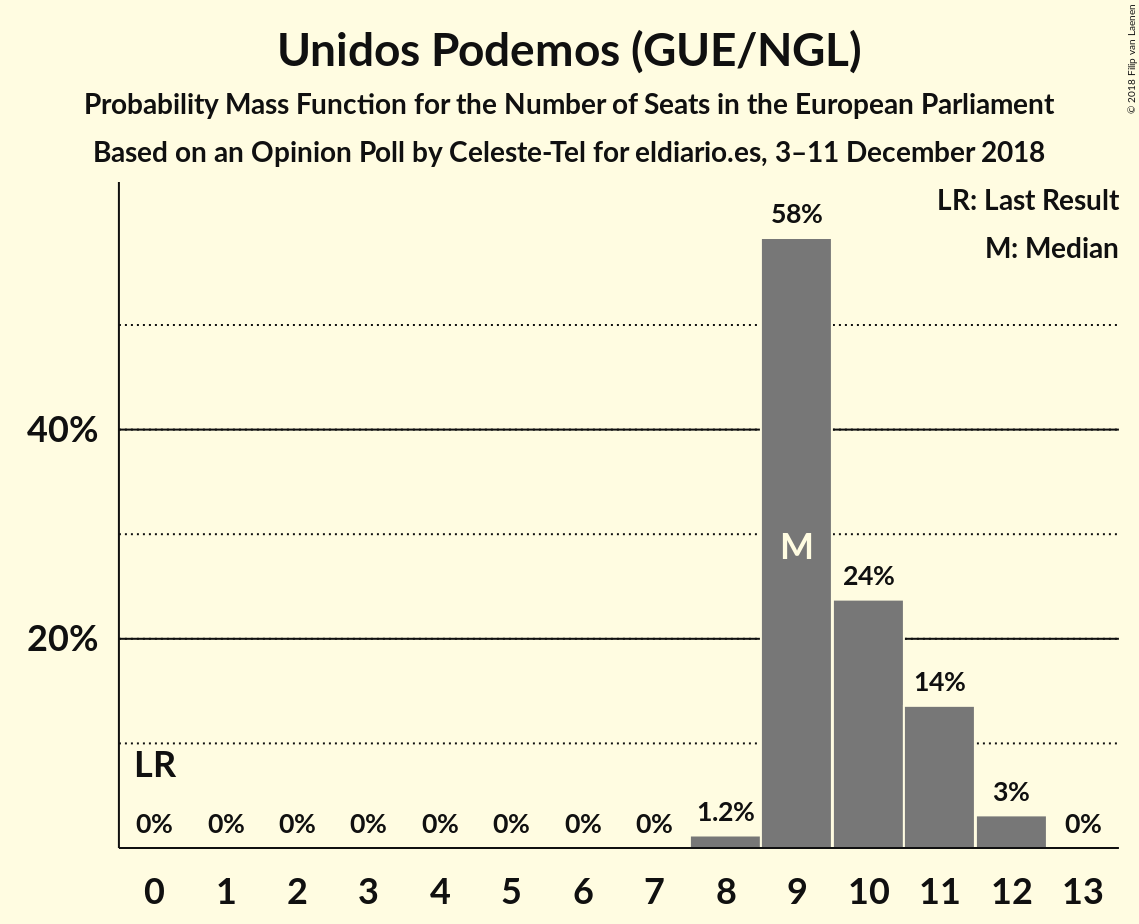 Unidos Podemos (GUE/NGL)
Probability Mass Function for the Number of Seats in the European Parliament
Based on an Opinion Poll by Celeste-Tel for eldiario.es, 3–11 December 2018
© 2018 Filip van Laenen
LR: Last Result
M: Median
58%
40%
M
24%
20%
14%
LR
3%
1.2%
0% 0% 0% 0% 0% 0% 0% 0% 0%
0 1 2 3 4 5 6 7 8 9 10 11 12 13